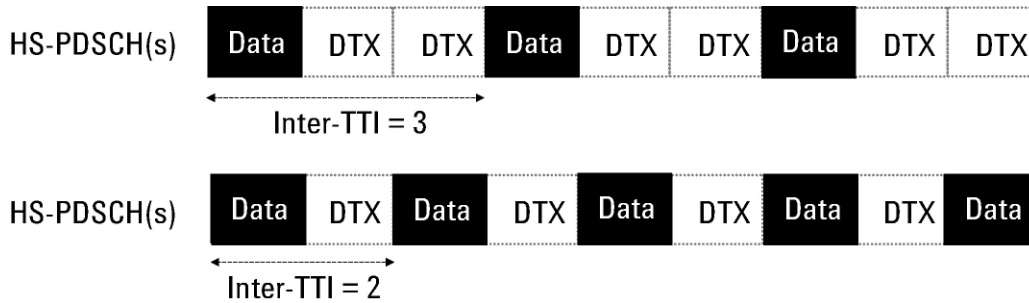 HS-PDSCH(s) Data DTX DTX Data DTX DTX Data DTX DTX
Inter-TTI = 3
HS-PDSCH(s) Data DTX Data DTX Data DTX Data DTX Data
Inter-TTI = 2